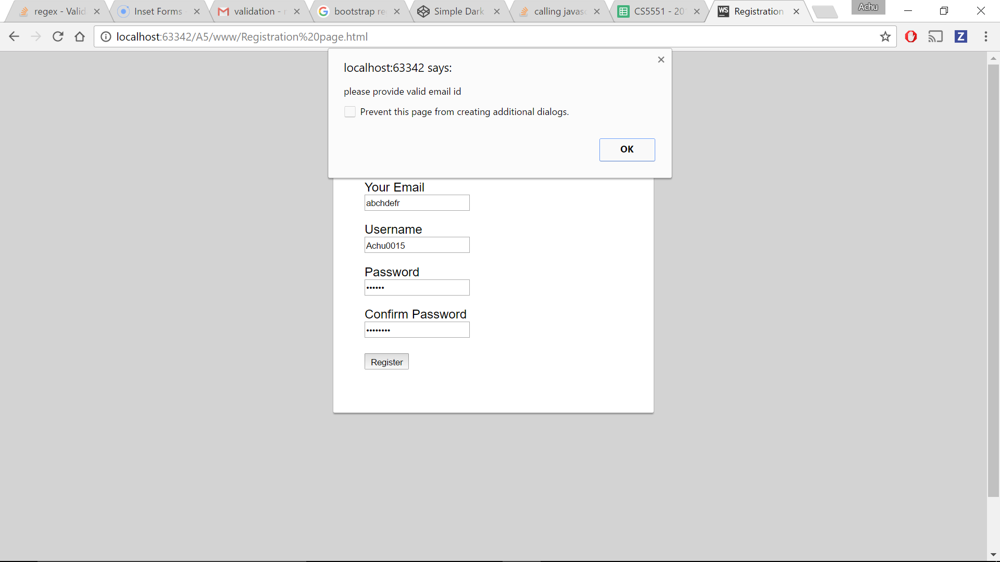 regex - Valid
Inset Forms
validation -
bootstrap re
Simple Dark
calling javasc
CS5551 - 20
WS Registration
Achu
localhost:63342/A5/www/Registration%20page.html
Z
localhost:63342 says:
please provide valid email id
Prevent this page from creating additional dialogs.
OK
Your Email
abchdefr
Username
Achu0015
Password
••••••
Confirm Password
••••••••
Register